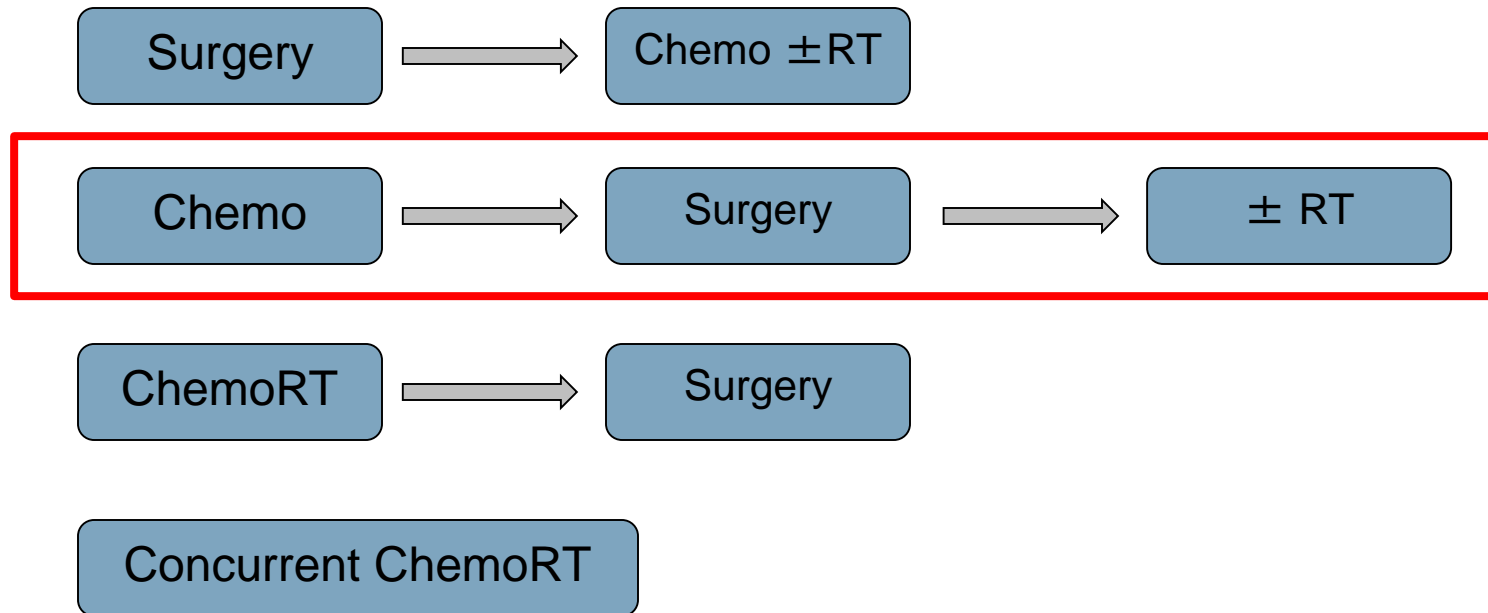 Surgery
Chemo ±RT
Chemo
Surgery
± RT
ChemoRT
Surgery
Concurrent ChemoRT